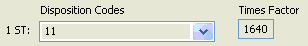 Disposition Codes Times Factor
1 ST: 11 1640